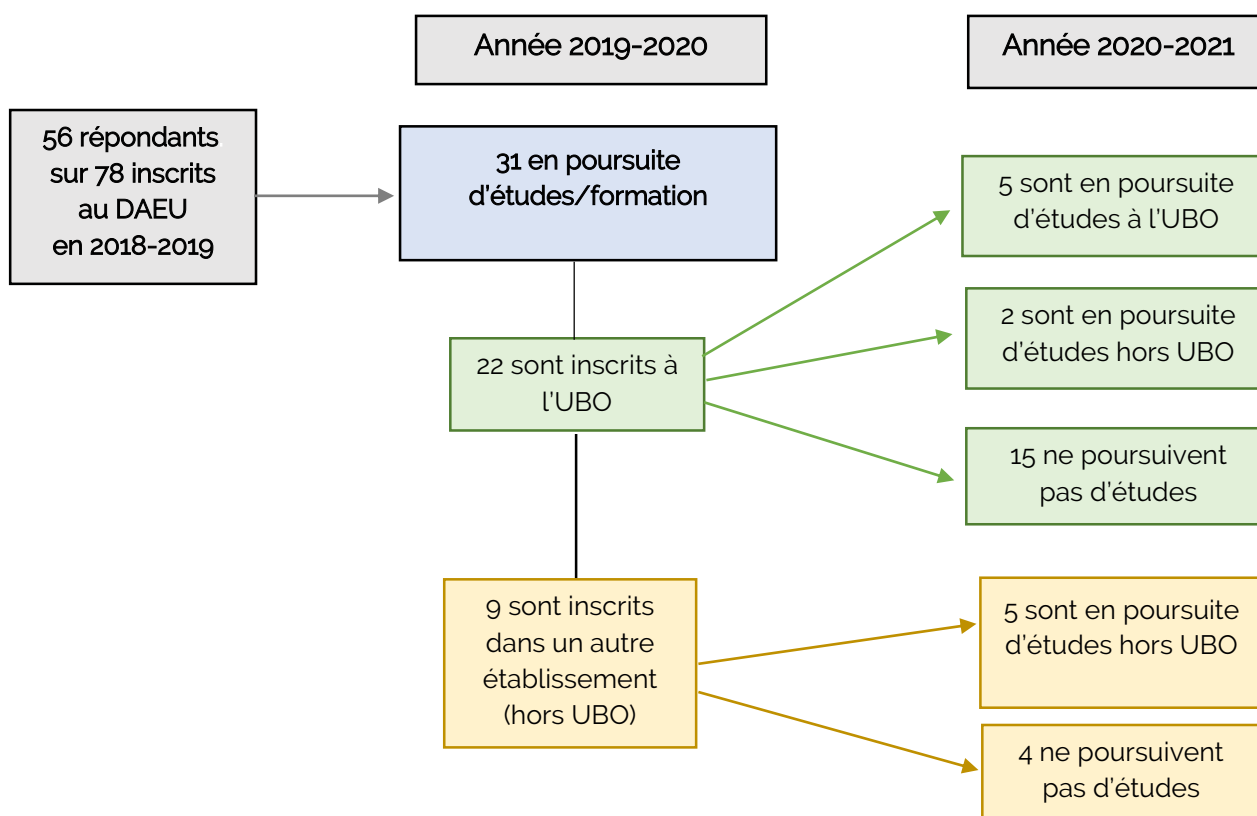 Année 2019-2020
Année 2020-2021
56 répondants
sur 78 inscrits
au DAEU
en 2018-2019
31 en poursuite
d’études/formation
22 sont inscrits à
l’UBO
9 sont inscrits
dans un autre
établissement
(hors UBO)
5 sont en poursuite
d’études à l’UBO
2 sont en poursuite
d’études hors UBO
15 ne poursuivent
pas d’études
5 sont en poursuite
d’études hors UBO
4 ne poursuivent
pas d’études